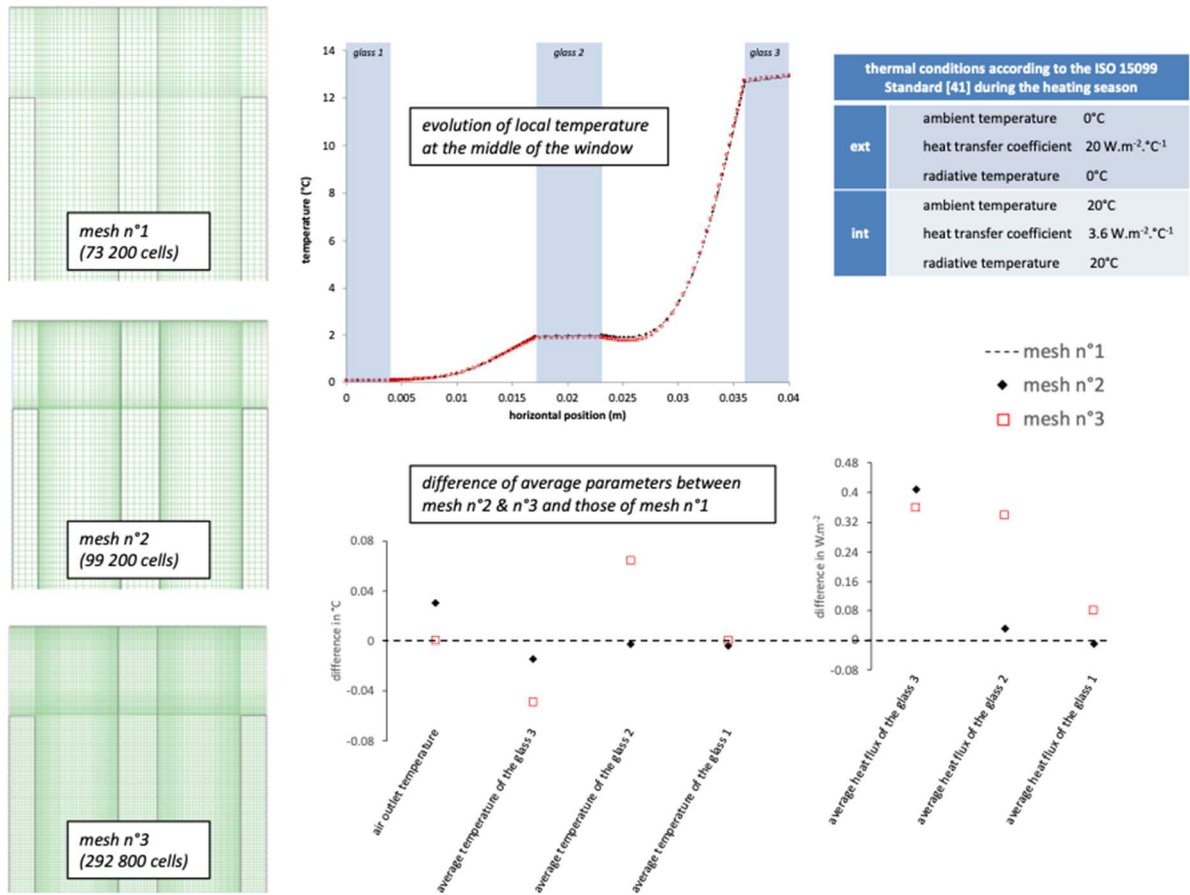 mesh n°1
(73 200 cells)
mesh n°2
(99 200 cells)
mesh n°3
(292 800 cells)
glass 1
glass 2
glass 3
evolution of local temperature
at the middle of the window
temperature (°C)
14
12
10
8
6
4
2
0
0
0.005
0.01
0.015
0.02
0.025
0.03
0.035
0.04
horizontal position (m)
thermal conditions according to the ISO 15099
Standard [41] during the heating season
ext
ambient temperature 0°C
heat transfer coefficient 20 W.m-2.°C-1
radiative temperature 0°C
int
ambient temperature 20°C
heat transfer coefficient 3.6 W.m-2.°C-1
radiative temperature 20°C
mesh n°1
mesh n°2
mesh n°3
difference of average parameters between
mesh n°2 & n°3 and those of mesh n°1
difference in °C
0.08
0.04
0
-0.04
-0.08
air outlet temperature
average temperature of the glass 3
average temperature of the glass 2
average temperature of the glass 1
difference in W.m-2
0.48
0.4
0.32
0.24
0.16
0.08
0
-0.08
average heat flux of the glass 3
average heat flux of the glass 2
average heat flux of the glass 1